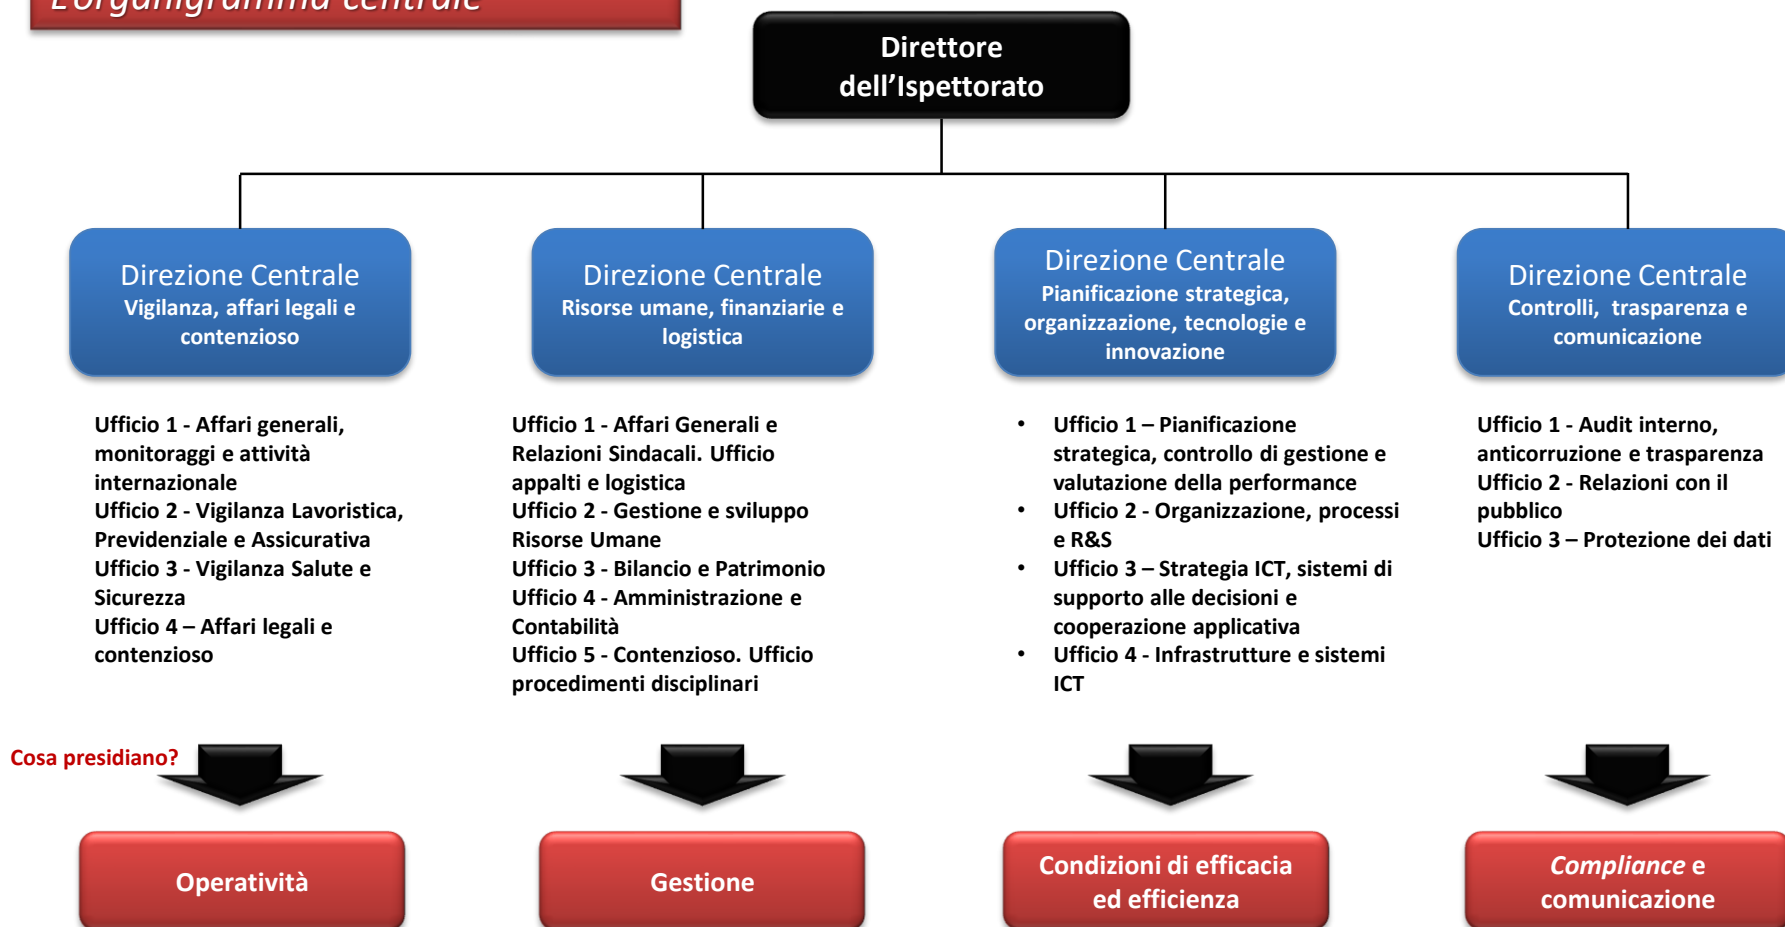 L'organigramma centrale
Direttore
dell'Ispettorato
Direzione Centrale
Vigilanza, affari legali e
contenzioso
Direzione Centrale
Risorse umane, finanziarie e
logistica
Direzione Centrale
Pianificazione strategica,
organizzazione, tecnologie e
innovazione
Direzione Centrale
Controlli, trasparenza e
comunicazione
Ufficio 1 - Affari generali,
monitoraggi e attività
internazionale
Ufficio 2 - Vigilanza Lavoristica,
Previdenziale e Assicurativa
Ufficio 3 - Vigilanza Salute e
Sicurezza
Ufficio 4 – Affari legali e
contenzioso
Ufficio 1 - Affari Generali e
Relazioni Sindacali. Ufficio
appalti e logistica
Ufficio 2 - Gestione e sviluppo
Risorse Umane
Ufficio 3 - Bilancio e Patrimonio
Ufficio 4 - Amministrazione e
Contabilità
Ufficio 5 - Contenzioso. Ufficio
procedimenti disciplinari
• Ufficio 1 – Pianificazione
strategica, controllo di gestione e
valutazione della performance
• Ufficio 2 - Organizzazione, processi
e R&S
• Ufficio 3 – Strategia ICT, sistemi di
supporto alle decisioni e
cooperazione applicativa
• Ufficio 4 - Infrastrutture e sistemi
ICT
Ufficio 1 - Audit interno,
anticorruzione e trasparenza
Ufficio 2 - Relazioni con il
pubblico
Ufficio 3 – Protezione dei dati
Cosa presidiano?
Operatività
Gestione
Condizioni di efficacia
ed efficienza
Compliance e
comunicazione